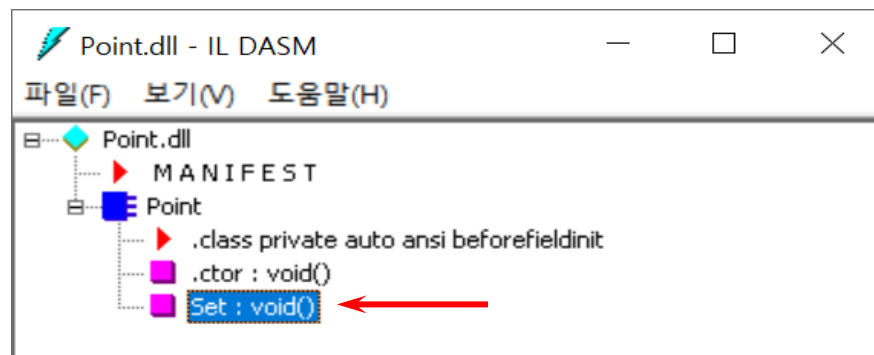 Point.dll - IL DASM
파일(F) 보기(V) 도움말(H)
Point.dll
M A N I F E S T
Point
.class private auto ansi beforefieldinit
.ctor : void()
Set : void()